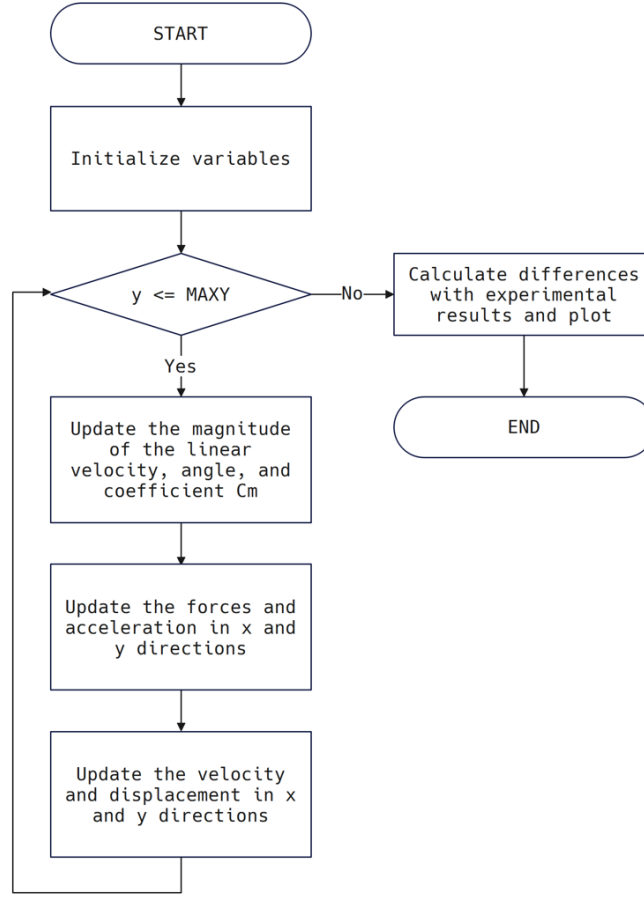 START
Initialize variables
y <= MAXY
No
Calculate differences
with experimental
results and plot
END
Yes
Update the magnitude
of the linear
velocity, angle, and
coefficient Cm
Update the forces and
acceleration in x and
y directions
Update the velocity
and displacement in x
and y directions